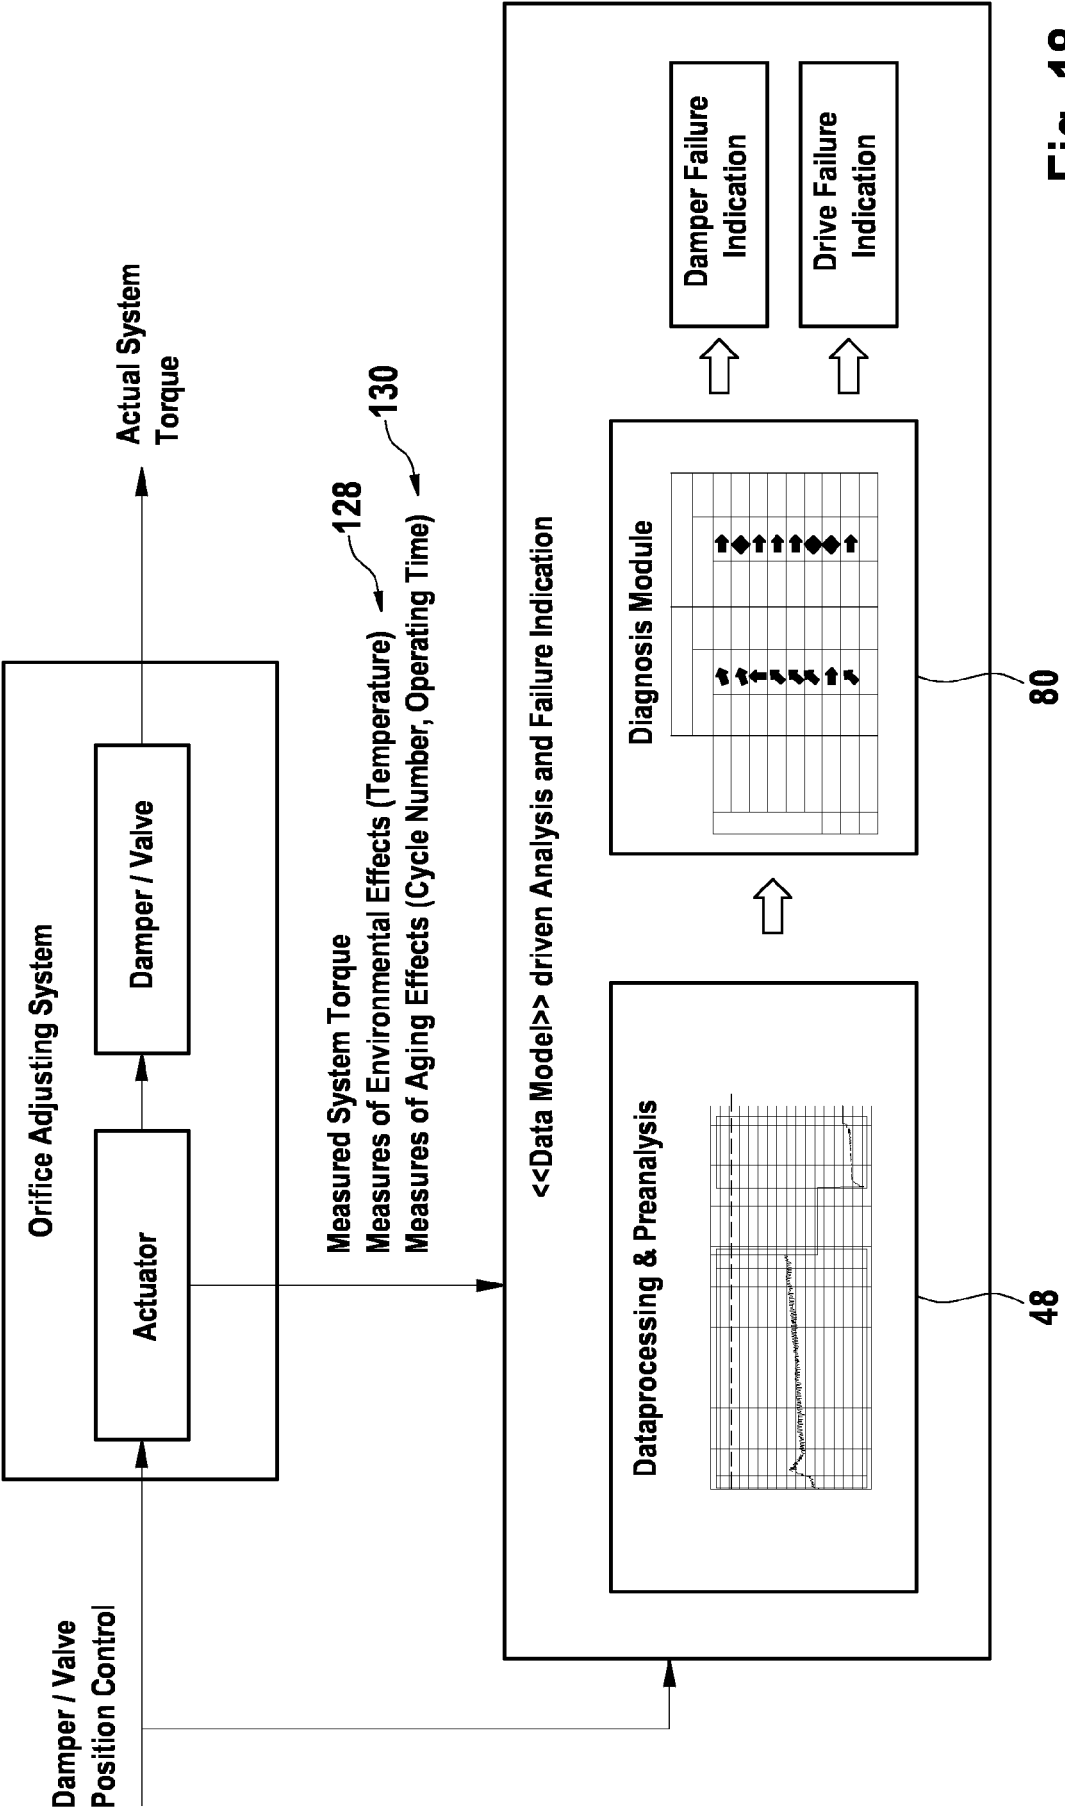 Damper / Valve
Position Control
Orifice Adjusting System
Actuator
Damper / Valve
Actual System
Torque
Measured System Torque
Measures of Environmental Effects (Temperature)
128
Measures of Aging Effects (Cycle Number, Operating Time)
130
<<Data Model>> driven Analysis and Failure Indication
Dataprocessing & Preanalysis
48
Diagnosis Module
80
Damper Failure
Indication
Drive Failure
Indication